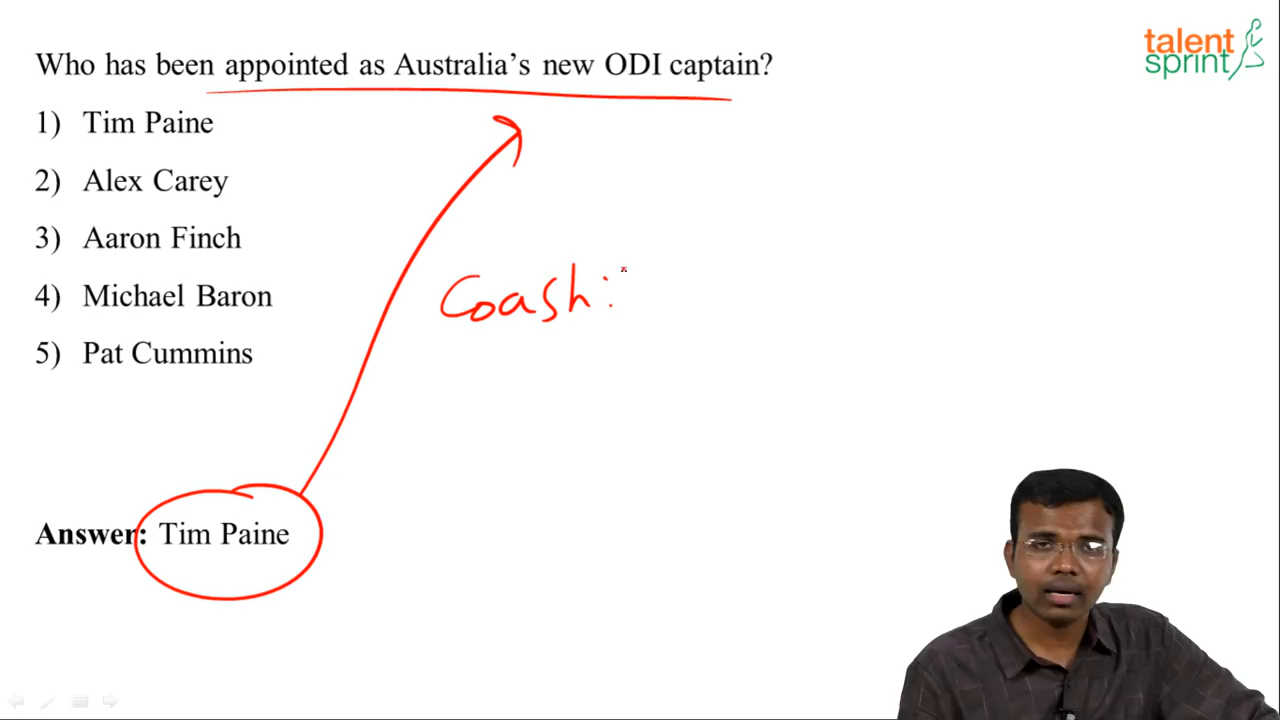 talent
sprint
Who has been appointed as Australia's new ODI captain?
1) Tim Paine
2) Alex Carey
3) Aaron Finch
4) Michael Baron
5) Pat Cummins
Coash :
Answer: Tim Paine